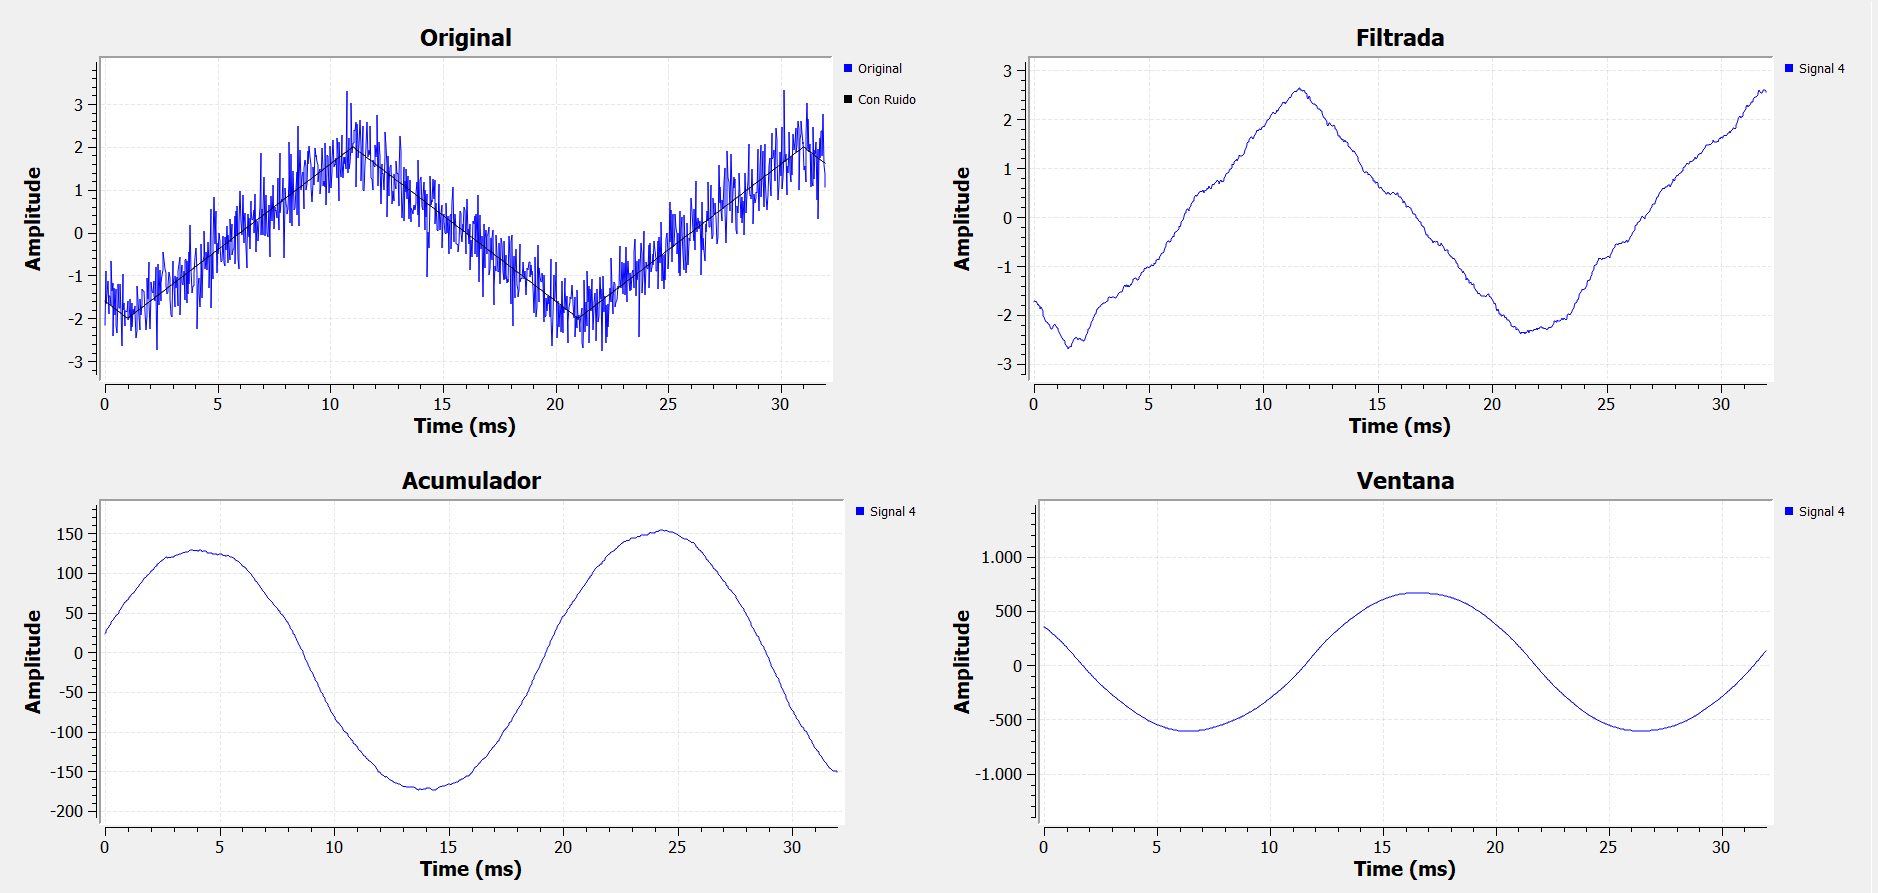 Original
Original
Con Ruido
3
2
1
0
-1
-2
-3
Amplitude
0 5 10 15 20 25 30
Time (ms)
Filtrada
Signal 4
3
2
1
0
-1
-2
-3
Amplitude
0 5 10 15 20 25 30
Time (ms)
Acumulador
Signal 4
150
100
50
0
-50
-100
-150
-200
Amplitude
0 5 10 15 20 25 30
Time (ms)
Ventana
Signal 4
1.000
500
0
-500
-1.000
Amplitude
0 5 10 15 20 25 30
Time (ms)